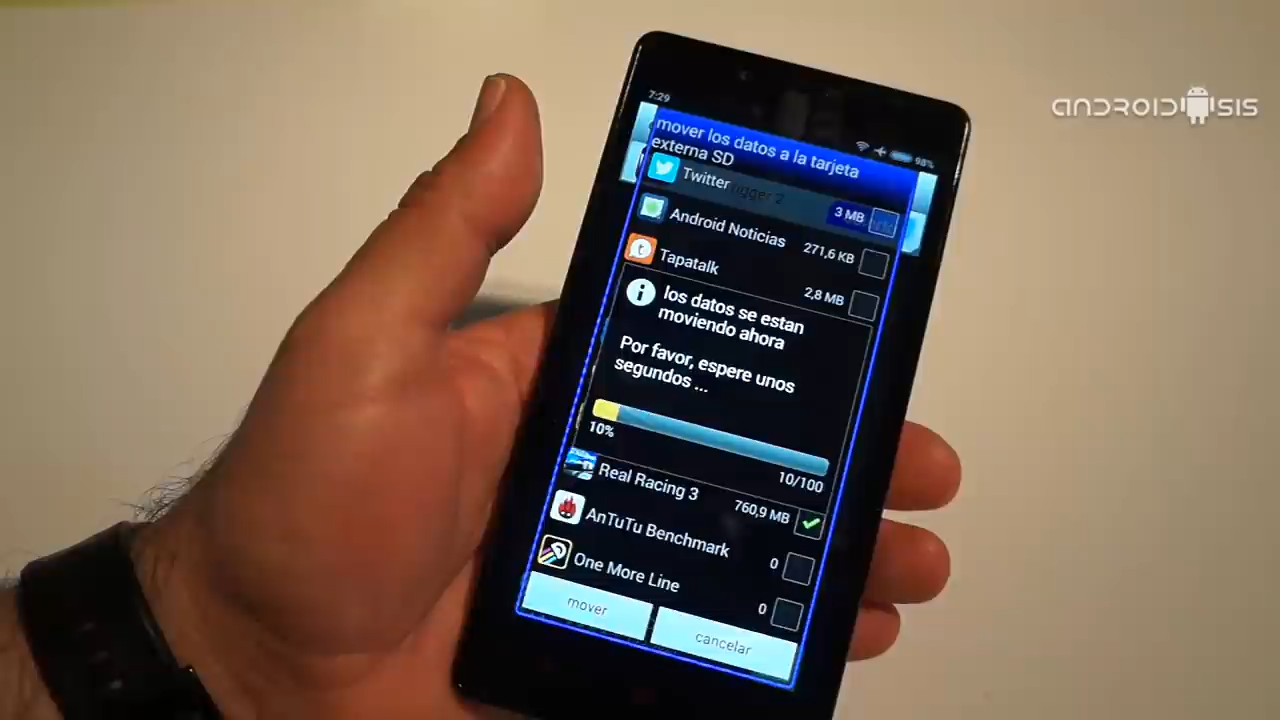 ANDROIDSIS
7:29
98%
mover los datos a la tarjeta
externa SD
Twitter
3 MB
Android Noticias
271,6 KB
Tapatalk
2,8 MB
los datos se estan
moviendo ahora
Por favor, espere unos
segundos ...
10%
10/100
Real Racing 3
760,9 MB
AnTuTu Benchmark
0
One More Line
0
mover
cancelar